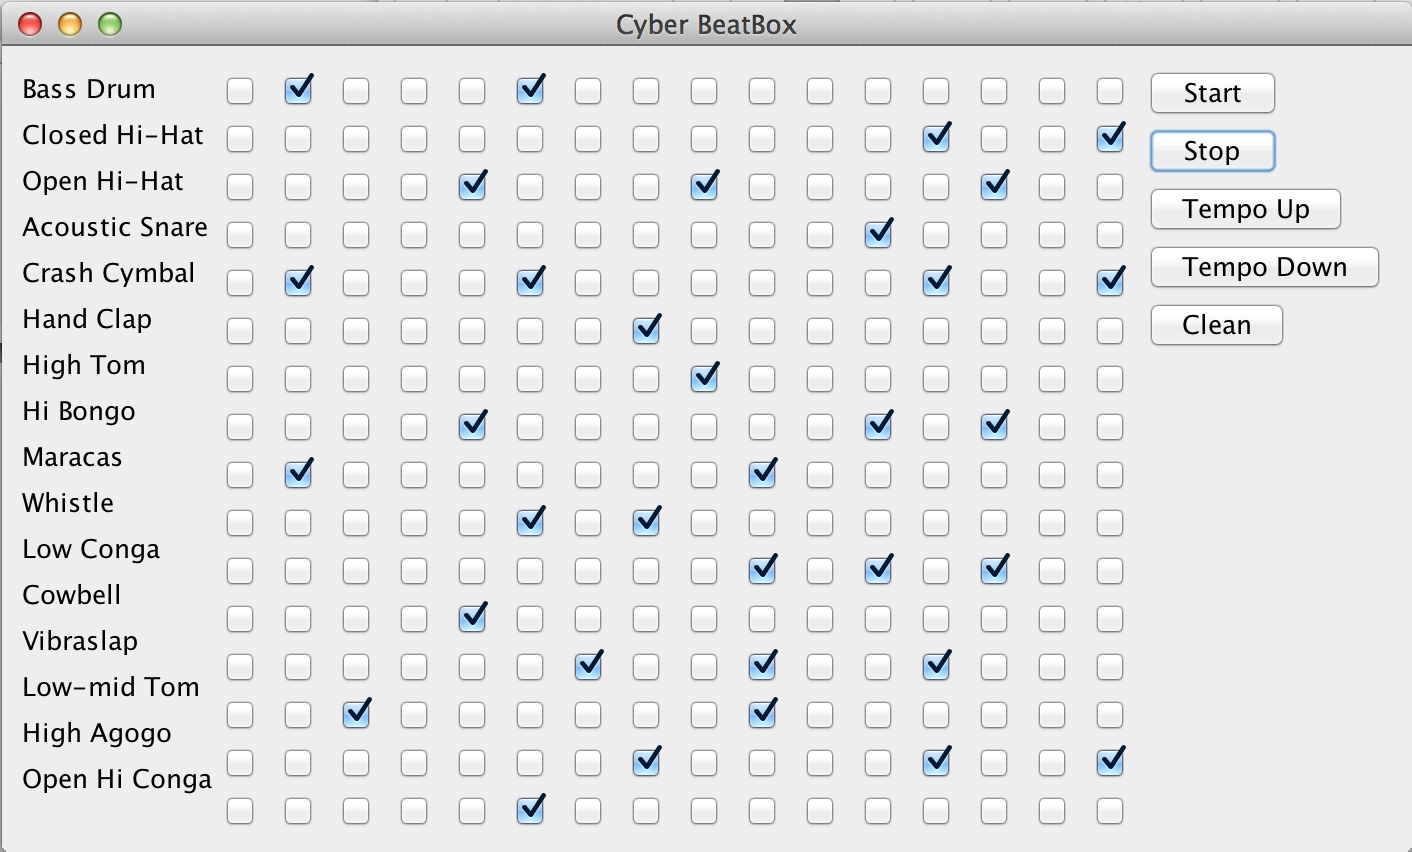 Cyber BeatBox
Bass Drum
Closed Hi-Hat
Open Hi-Hat
Acoustic Snare
Crash Cymbal
Hand Clap
High Tom
Hi Bongo
Maracas
Whistle
Low Conga
Cowbell
Vibraslap
Low-mid Tom
High Agogo
Open Hi Conga
Start
Stop
Tempo Up
Tempo Down
Clean